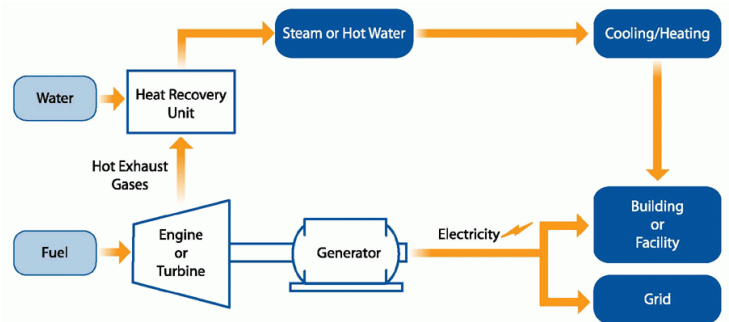 Steam or Hot Water
Cooling/Heating
Water
Heat Recovery
Unit
Hot Exhaust
Gases
Fuel
Engine
or
Turbine
Generator
Electricity
Building
or
Facility
Grid